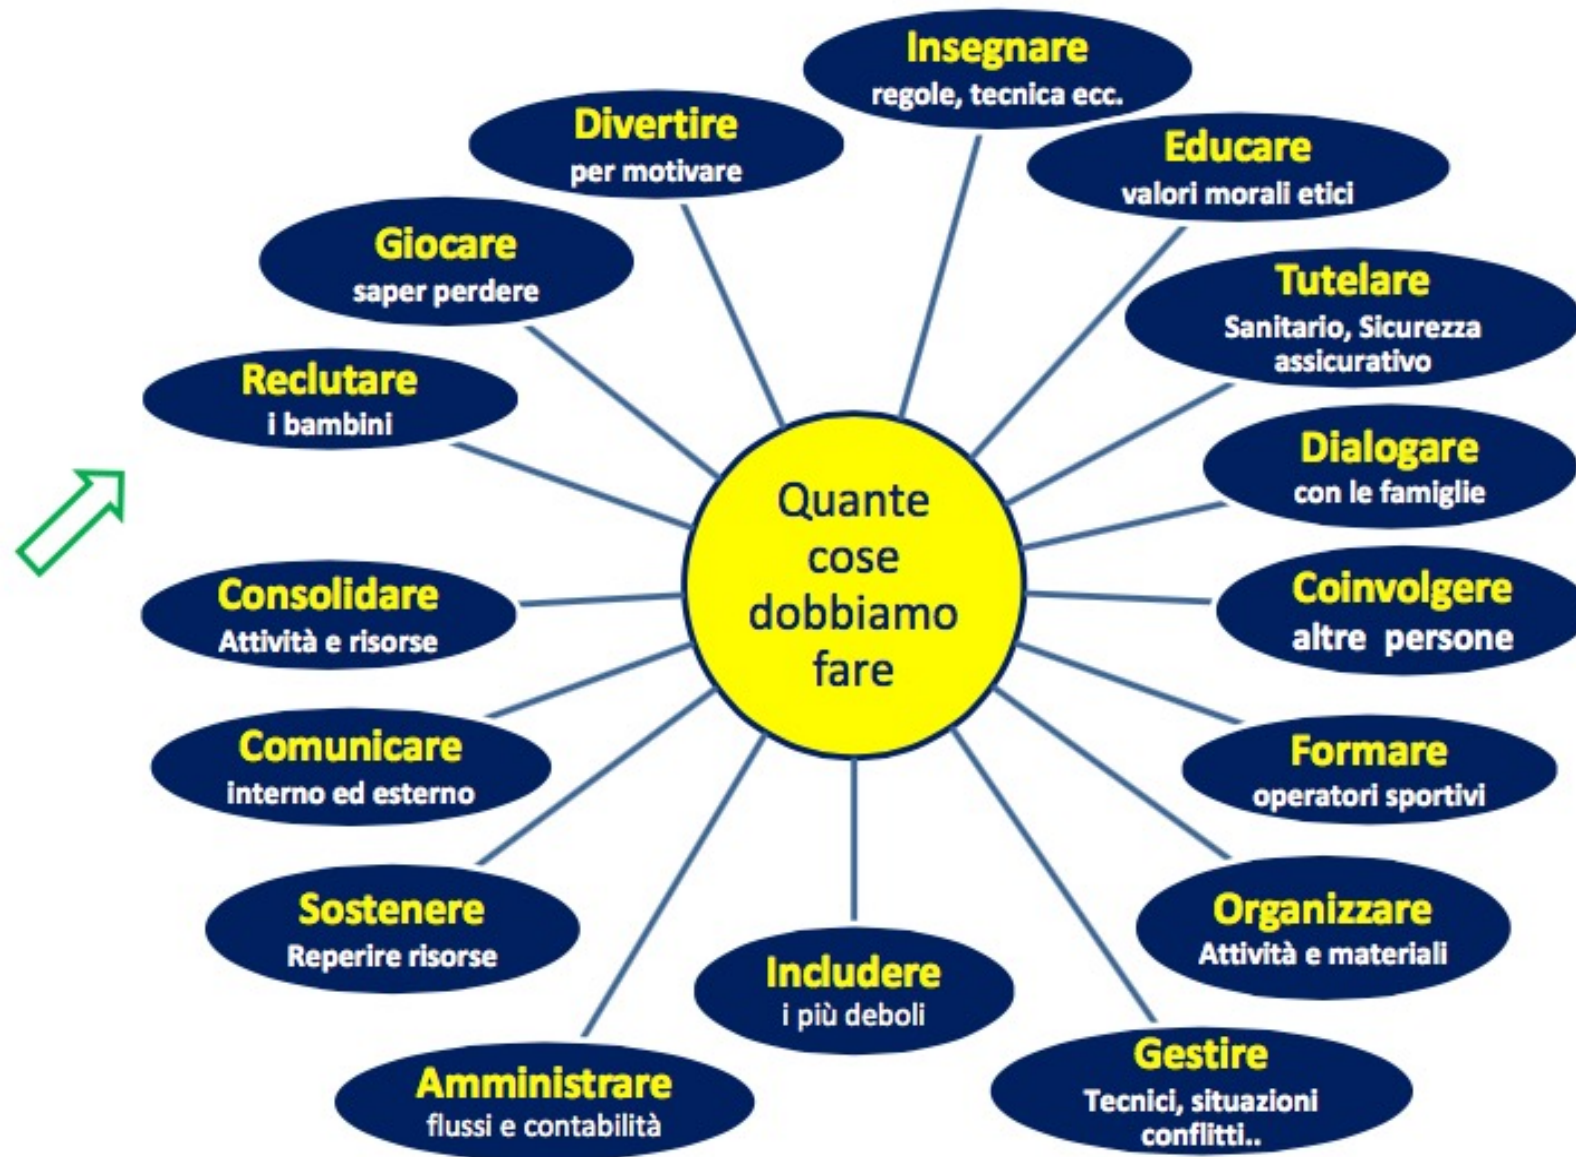 Quante
cose
dobbiamo
fare
Reclutare
i bambini
Giocare
saper perdere
Divertire
per motivare
Insegnare
regole, tecnica ecc.
Educare
valori morali etici
Tutelare
Sanitario, Sicurezza
assicurativo
Dialogare
con le famiglie
Coinvolgere
altre persone
Formare
operatori sportivi
Organizzare
Attività e materiali
Gestire
Tecnici, situazioni
conflitti..
Includere
i più deboli
Amministrare
flussi e contabilità
Sostenere
Reperire risorse
Comunicare
interno ed esterno
Consolidare
Attività e risorse